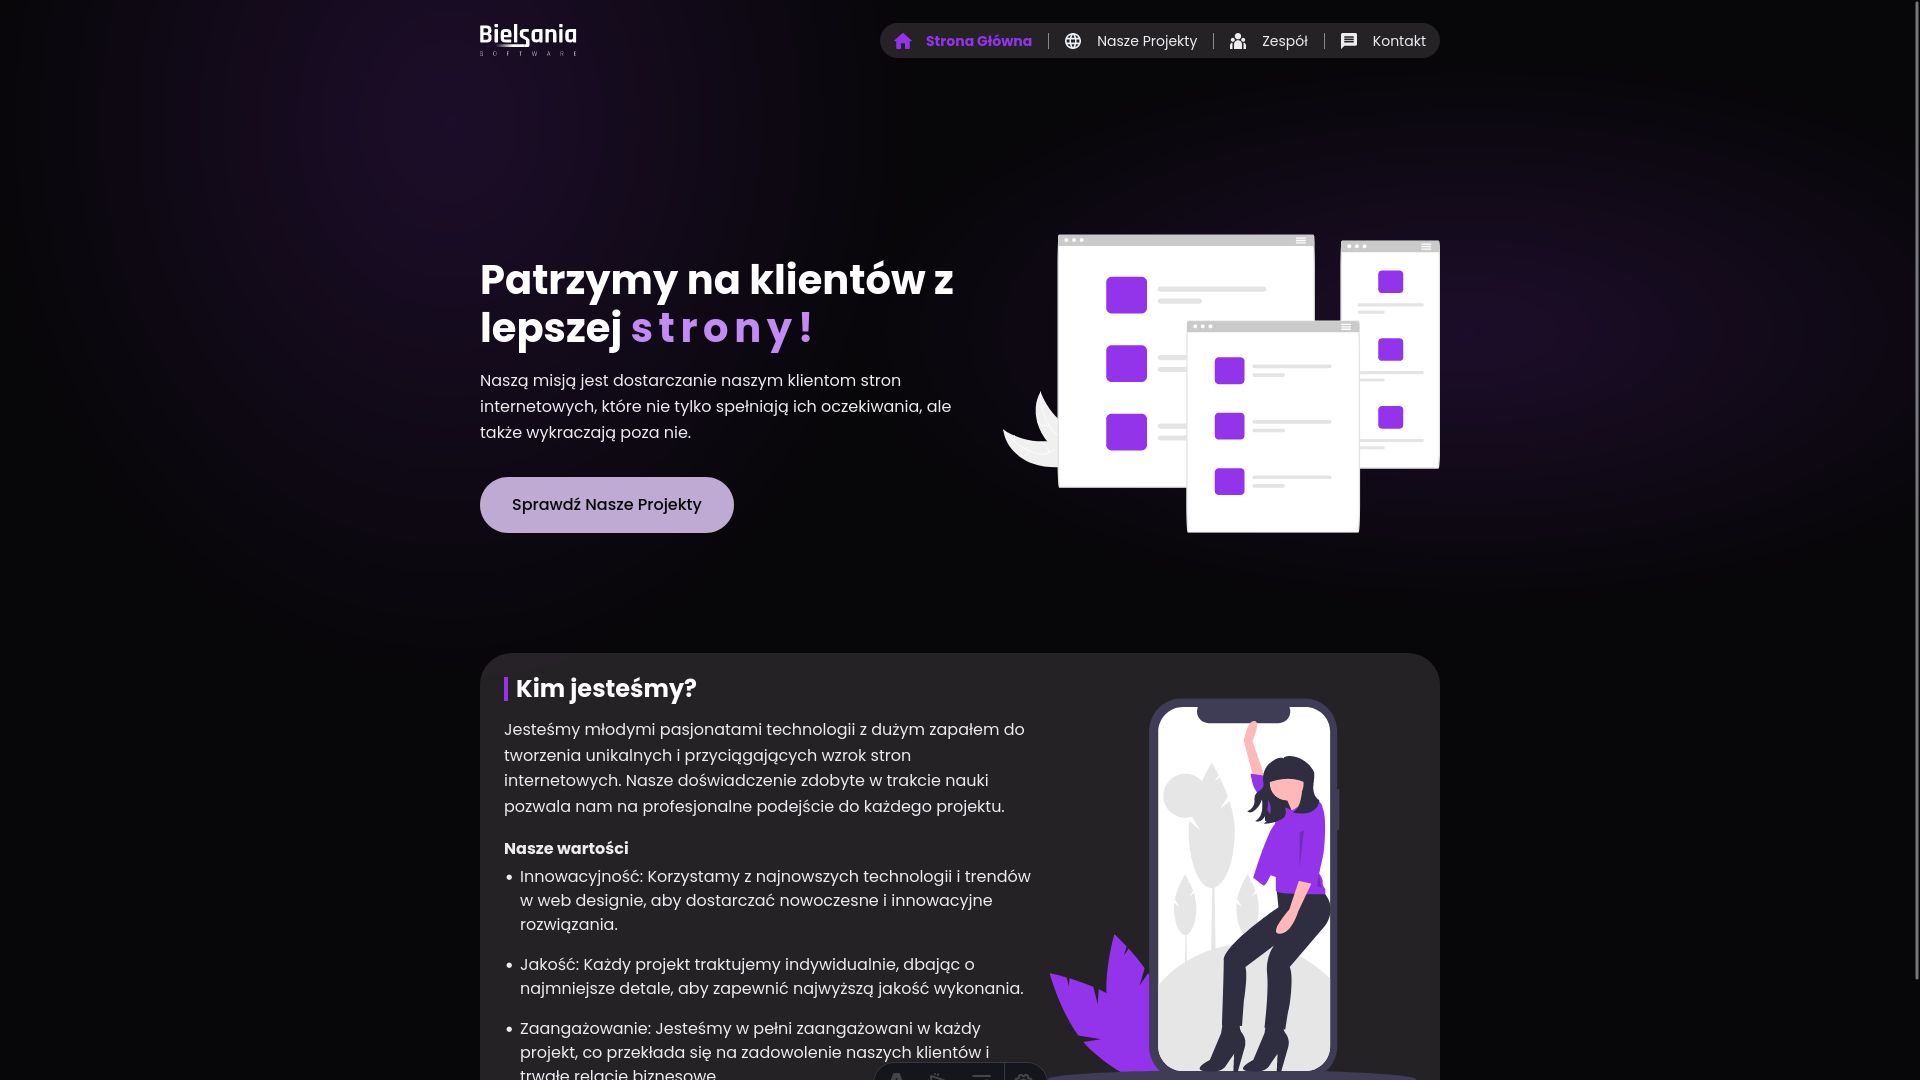 Bielsania
SOFTWARE
Strona Główna
Nasze Projekty
Zespół
Kontakt
Patrzymy na klientów z
lepszej strony!
Naszą misją jest dostarczanie naszym klientom stron
internetowych, które nie tylko spełniają ich oczekiwania, ale
także wykraczają poza nie.
Sprawdź Nasze Projekty
Kim jesteśmy?
Jesteśmy młodymi pasjonatami technologii z dużym zapałem do
tworzenia unikalnych i przyciągających wzrok stron
internetowych. Nasze doświadczenie zdobyte w trakcie nauki
pozwala nam na profesjonalne podejście do każdego projektu.
Nasze wartości
• Innowacyjność: Korzystamy z najnowszych technologii i trendów
w web designie, aby dostarczać nowoczesne i innowacyjne
rozwiązania.
• Jakość: Każdy projekt traktujemy indywidualnie, dbając o
najmniejsze detale, aby zapewnić najwyższą jakość wykonania.
• Zaangażowanie: Jesteśmy w pełni zaangażowani w każdy
projekt, co przekłada się na zadowolenie naszych klientów i
trwałe relacje biznesowe.